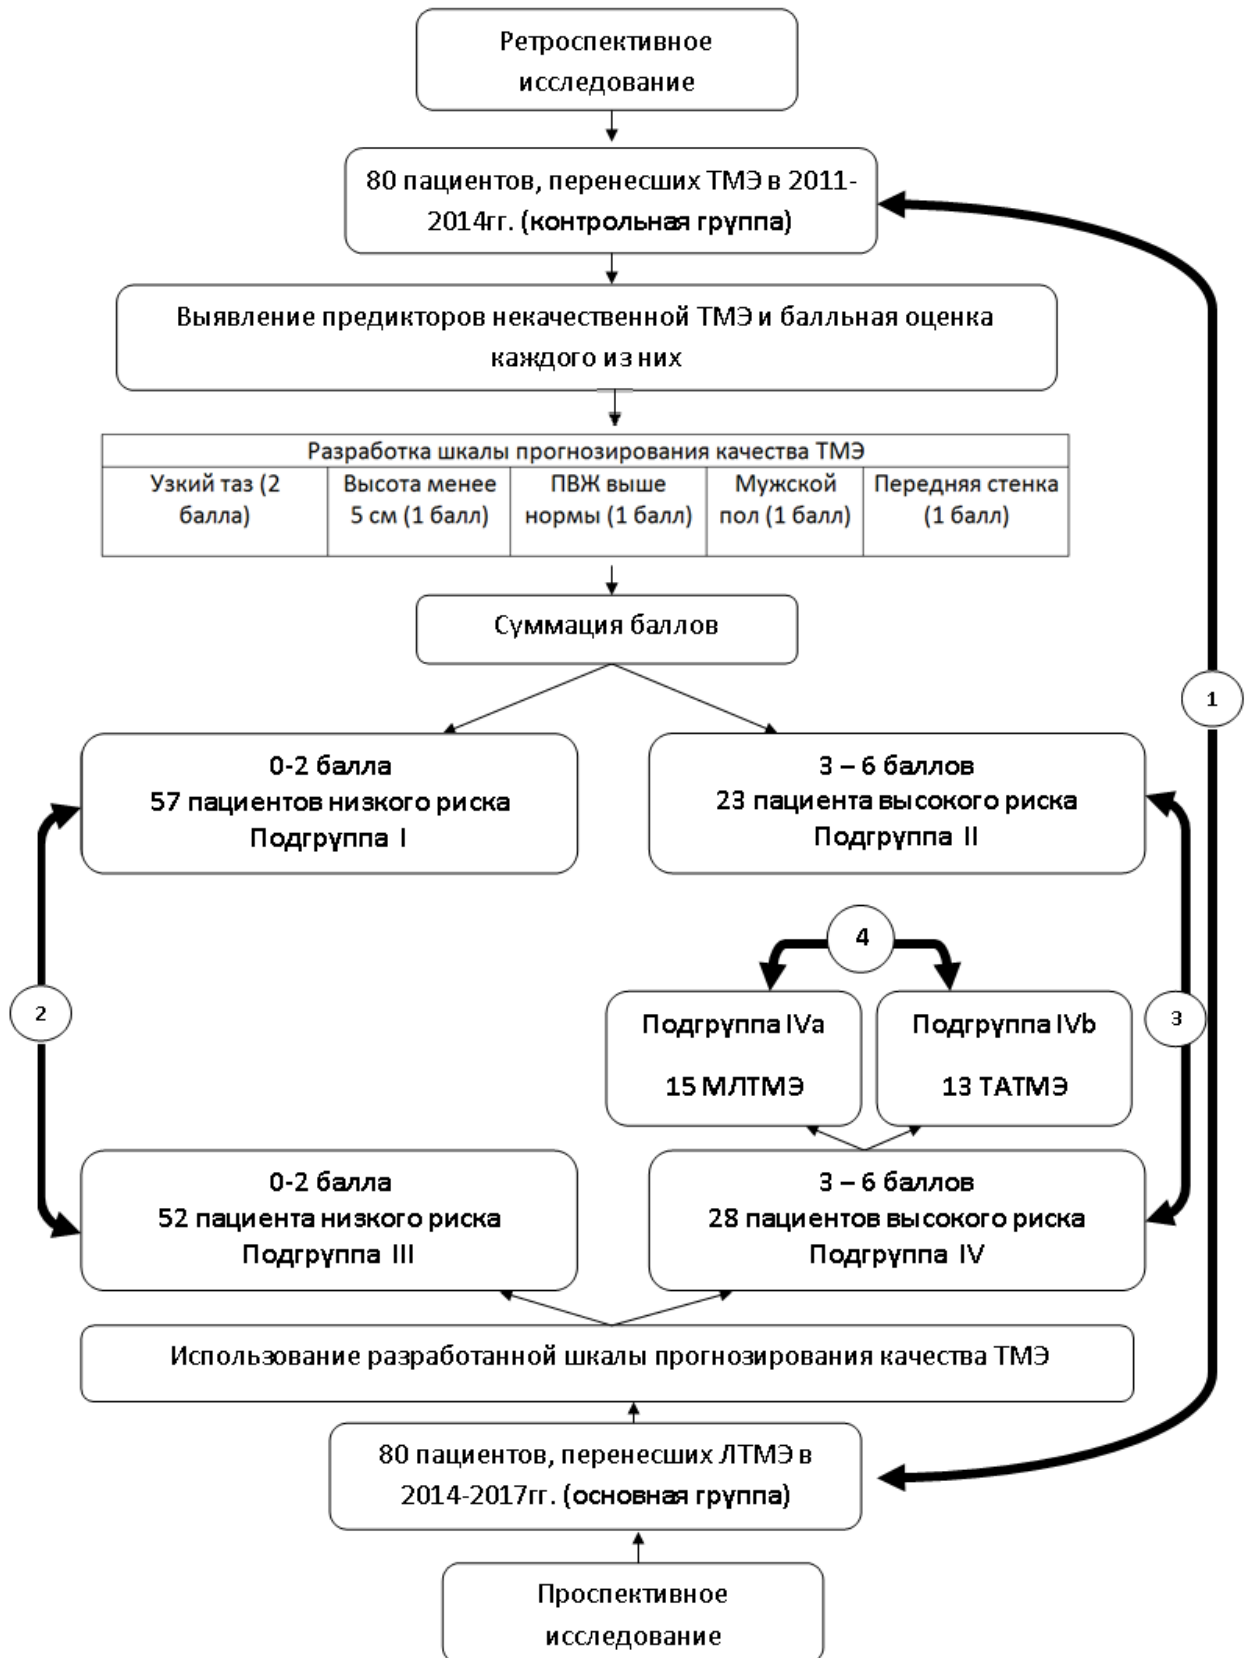 Ретроспективное
исследование
80 пациентов, перенесших ТМЭ в 2011-
2014гг. (контрольная группа)
Выявление предикторов некачественной ТМЭ и балльная оценка
каждого из них
Разработка шкалы прогнозирования качества ТМЭ
Узкий таз (2
балла)
Высота менее
5 см (1 балл)
ПВЖ выше
нормы (1 балл)
Мужской
пол (1 балл)
Передняя стенка
(1 балл)
Суммация баллов
1
0-2 балла
57 пациентов низкого риска
Подгруппа I
3 – 6 баллов
23 пациента высокого риска
Подгруппа II
4
2
3
Подгруппа IVa
15 МЛТМЭ
Подгруппа IVb
13 ТАТМЭ
0-2 балла
52 пациента низкого риска
Подгруппа III
3 – 6 баллов
28 пациентов высокого риска
Подгруппа IV
Использование разработанной шкалы прогнозирования качества ТМЭ
80 пациентов, перенесших ЛТМЭ в
2014-2017гг. (основная группа)
Проспективное
исследование